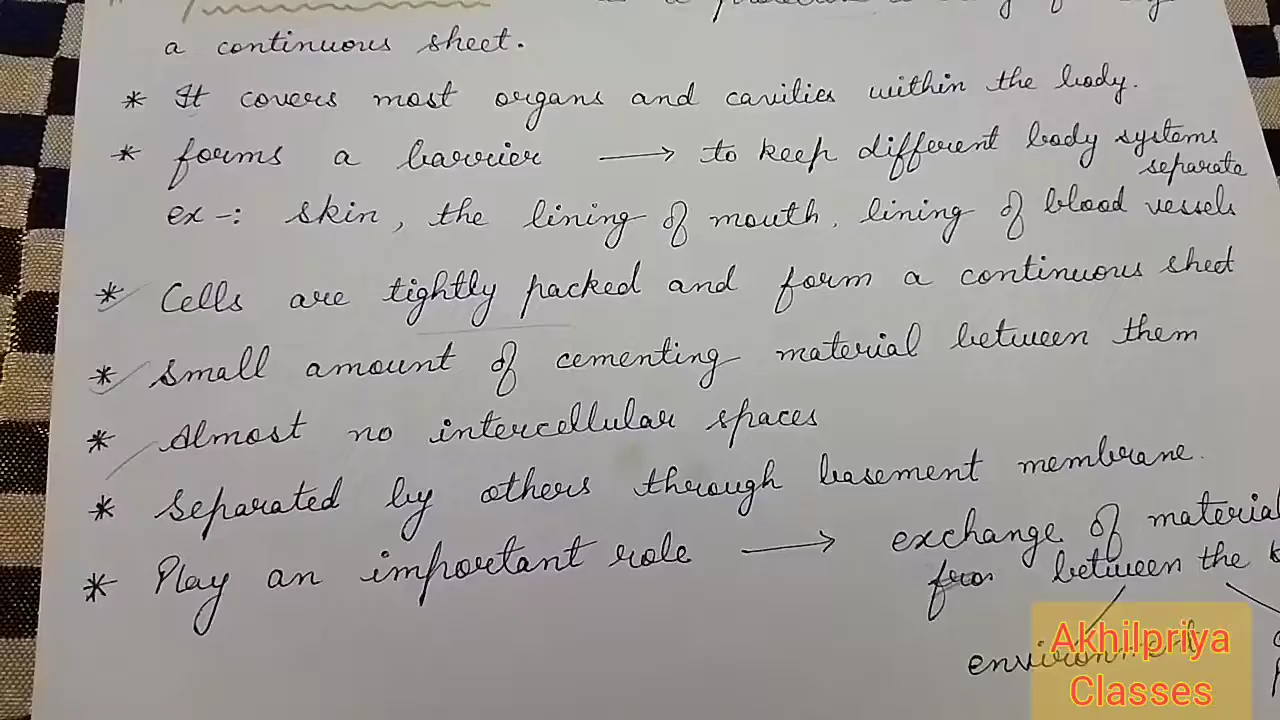 a continuous sheet.
* It covers most organs and cavities within the body.
* forms a barrier → to keep different body systems
separate
ex -: skin, the lining of mouth, lining of blood vessels
* Cells are tightly packed and form a continuous sheet
* Small amount of cementing material between them
* Almost no intercellular spaces
* Separated by others through basement membrane.
* Play an important role → exchange of material
between the
environment
Akhilpriya
Classes